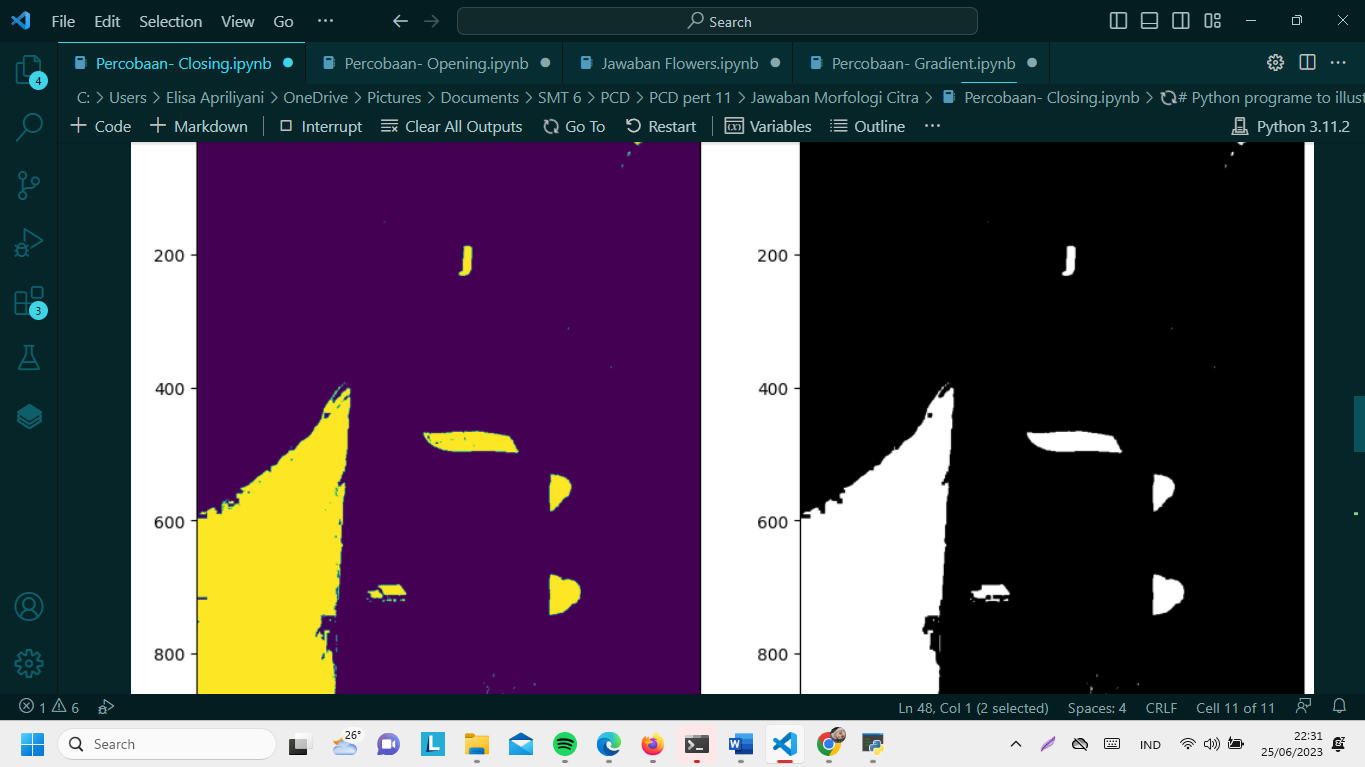 File Edit Selection View Go ··· Search
Percobaan- Closing.ipynb Percobaan- Opening.ipynb Jawaban Flowers.ipynb Percobaan- Gradient.ipynb
C: > Users > Elisa Apriliyani > OneDrive > Pictures > Documents > SMT 6 > PCD > PCD pert 11 > Jawaban Morfologi Citra > Percobaan- Closing.ipynb > # Python programe to illust
+ Code + Markdown Interrupt Clear All Outputs Go To Restart Variables Outline ··· Python 3.11.2
4
3
200 200
400 400
600 600
800 800
1 6 Ln 48, Col 1 (2 selected) Spaces: 4 CRLF Cell 11 of 11
Search 26° L IND 22:31
25/06/2023